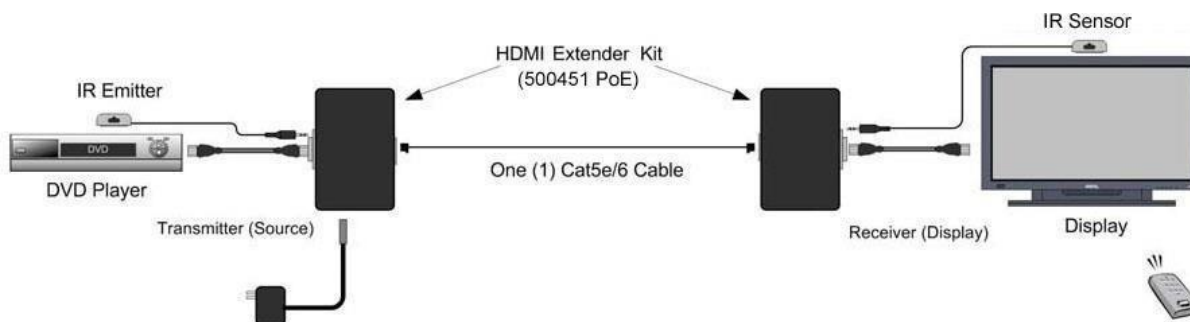 IR Sensor
HDMI Extender Kit
(500451 PoE)
IR Emitter
DVD
One (1) Cat5e/6 Cable
DVD Player
Transmitter (Source)
Receiver (Display)
Display